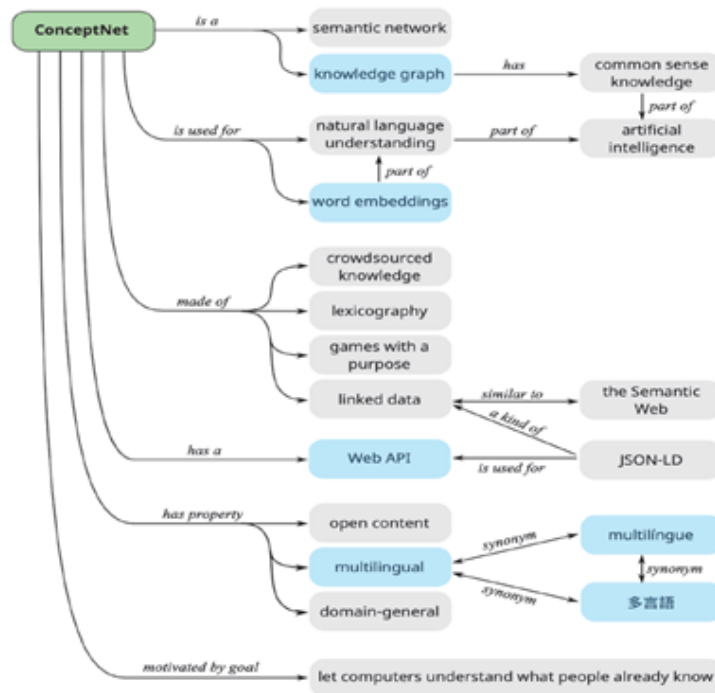 ConceptNet
is a
semantic network
knowledge graph
has
common sense
knowledge
part of
is used for
natural language
understanding
part of
artificial
intelligence
part of
word embeddings
crowdsourced
knowledge
made of
lexicography
games with a
purpose
linked data
similar to
the Semantic
Web
a kind of
has a
Web API
is used for
JSON-LD
has property
open content
synonym
multilíngue
multilingual
synonym
synonym
多言語
domain-general
motivated by goal
let computers understand what people already know